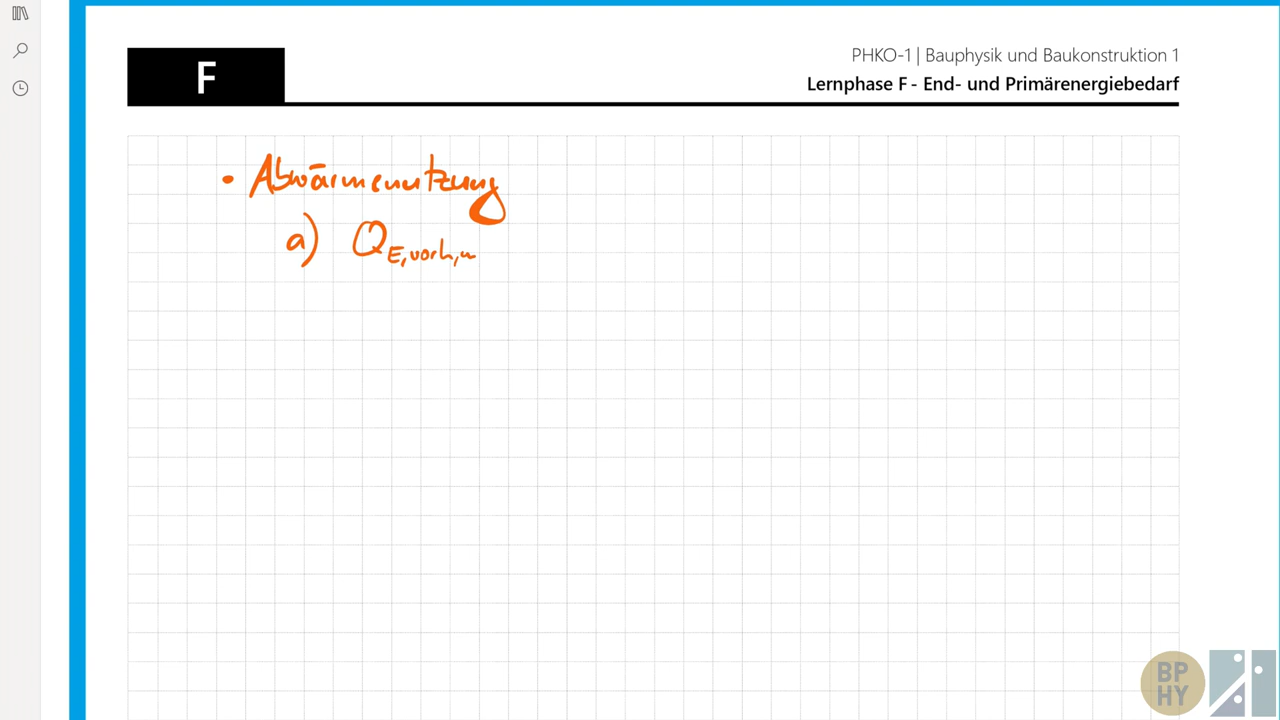 F
PHKO-1 | Bauphysik und Baukonstruktion 1
Lernphase F - End- und Primärenergiebedarf
• Abwärmenutzung
a) Q E,vorh,n
BP
HY